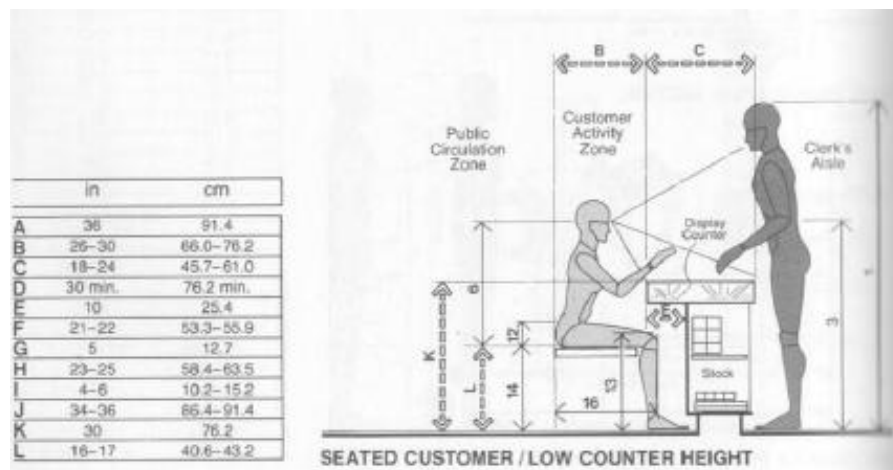 in cm
A 36 91.4
B 26-30 66.0-76.2
C 18-24 45.7-61.0
D 30 min. 76.2 min.
E 10 25.4
F 21-22 53.3-55.9
G 5 12.7
H 23-25 58.4-63.5
I 4-6 10.2-15.2
J 34-36 86.4-91.4
K 30 76.2
L 16-17 40.6-43.2
B C
Public
Circulation
Zone
Customer
Activity
Zone
Clerk's
Aisle
Display
Counter
E
6
12
K
L
14
13
16
3
Stock
SEATED CUSTOMER / LOW COUNTER HEIGHT